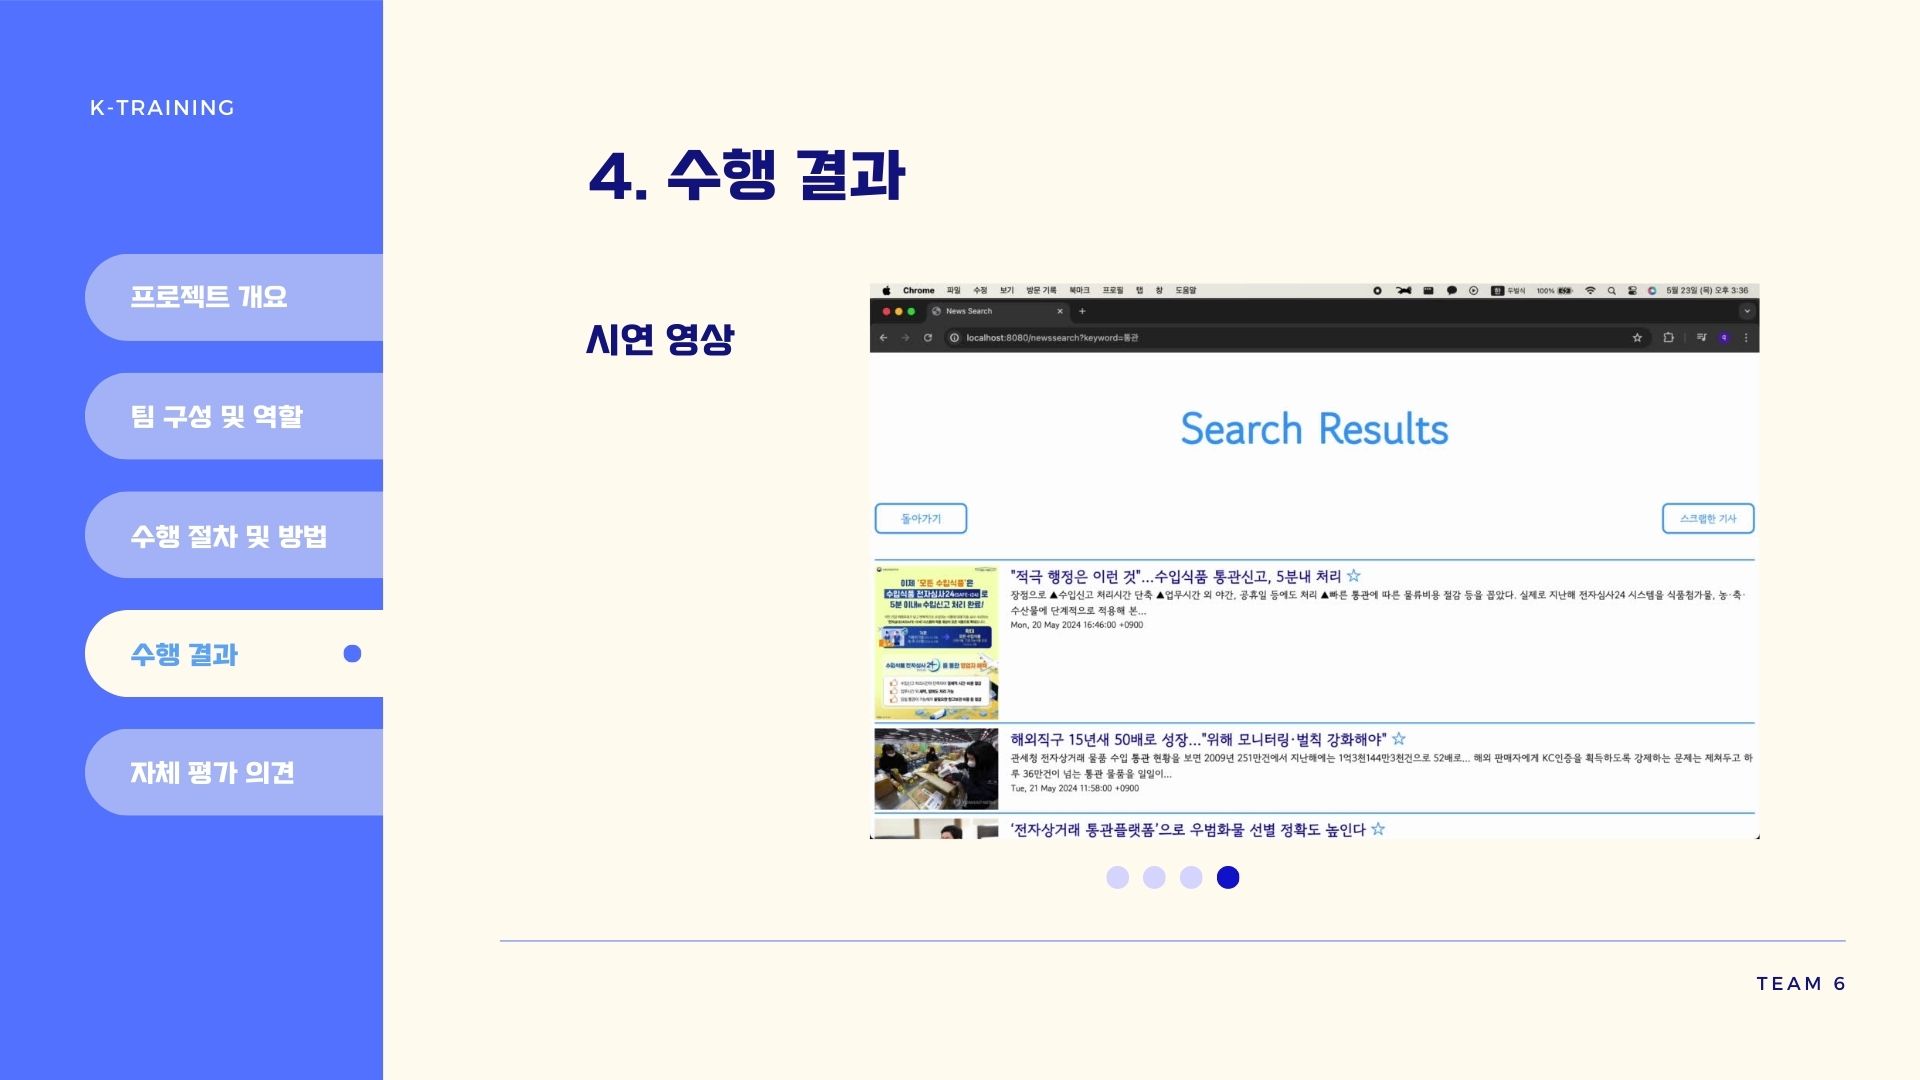 K-TRAINING
프로젝트 개요
팀 구성 및 역할
수행 절차 및 방법
수행 결과
자체 평가 의견
4. 수행 결과
시연 영상
Chrome 파일 수정 보기 방문 기록 북마크 프로필 탭 창 도움말
한 두벌식 100% 5월 23일 (목) 오후 3:36
News Search
localhost:8080/newssearch?keyword=통관
Search Results
돌아가기
스크랩한 기사
이제 '모든 수입식품'은
수입식품 전자심사24(SAFE-i24)로
5분 이내에 수입신고 처리 완료!
"적극 행정은 이런 것"...수입식품 통관신고, 5분내 처리 ☆
장점으로 ▲수입신고 처리시간 단축 ▲업무시간 외 야간, 공휴일 등에도 처리 ▲빠른 통관에 따른 물류비용 절감 등을 꼽았다. 실제로 지난해 전자심사24 시스템을 식품첨가물, 농·축·
수산물에 단계적으로 적용해 본...
Mon, 20 May 2024 16:46:00 +0900
해외직구 15년새 50배로 성장..."위해 모니터링·벌칙 강화해야" ☆
관세청 전자상거래 물품 수입 통관 현황을 보면 2009년 251만건에서 지난해에는 1억3천144만3천건으로 52배로... 해외 판매자에게 KC인증을 획득하도록 강제하는 문제는 제쳐두고 하
루 36만건이 넘는 통관 물품을 일일이...
Tue, 21 May 2024 11:58:00 +0900
'전자상거래 통관플랫폼'으로 우범화물 선별 정확도 높인다 ☆
TEAM 6